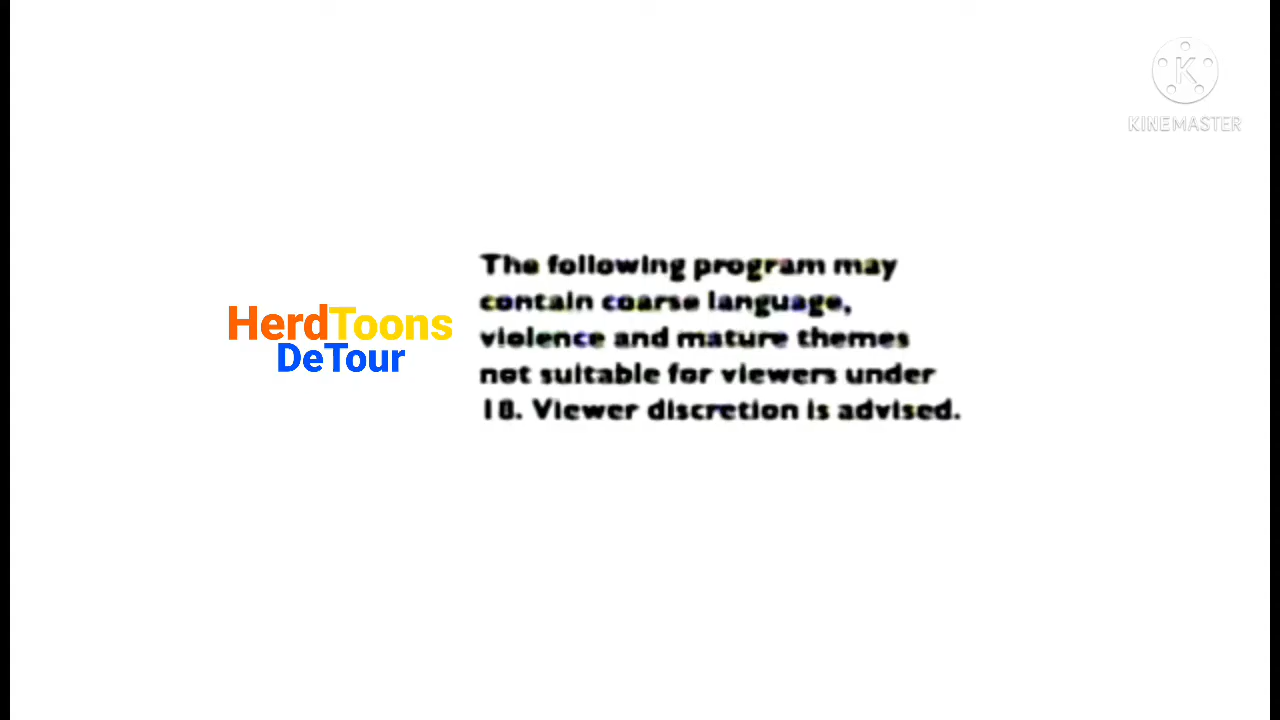 KINEMASTER
The following program may
contain coarse language,
HerdToons
violence and mature themes
DeTour
not suitable for viewers under
18. Viewer discretion is advised.